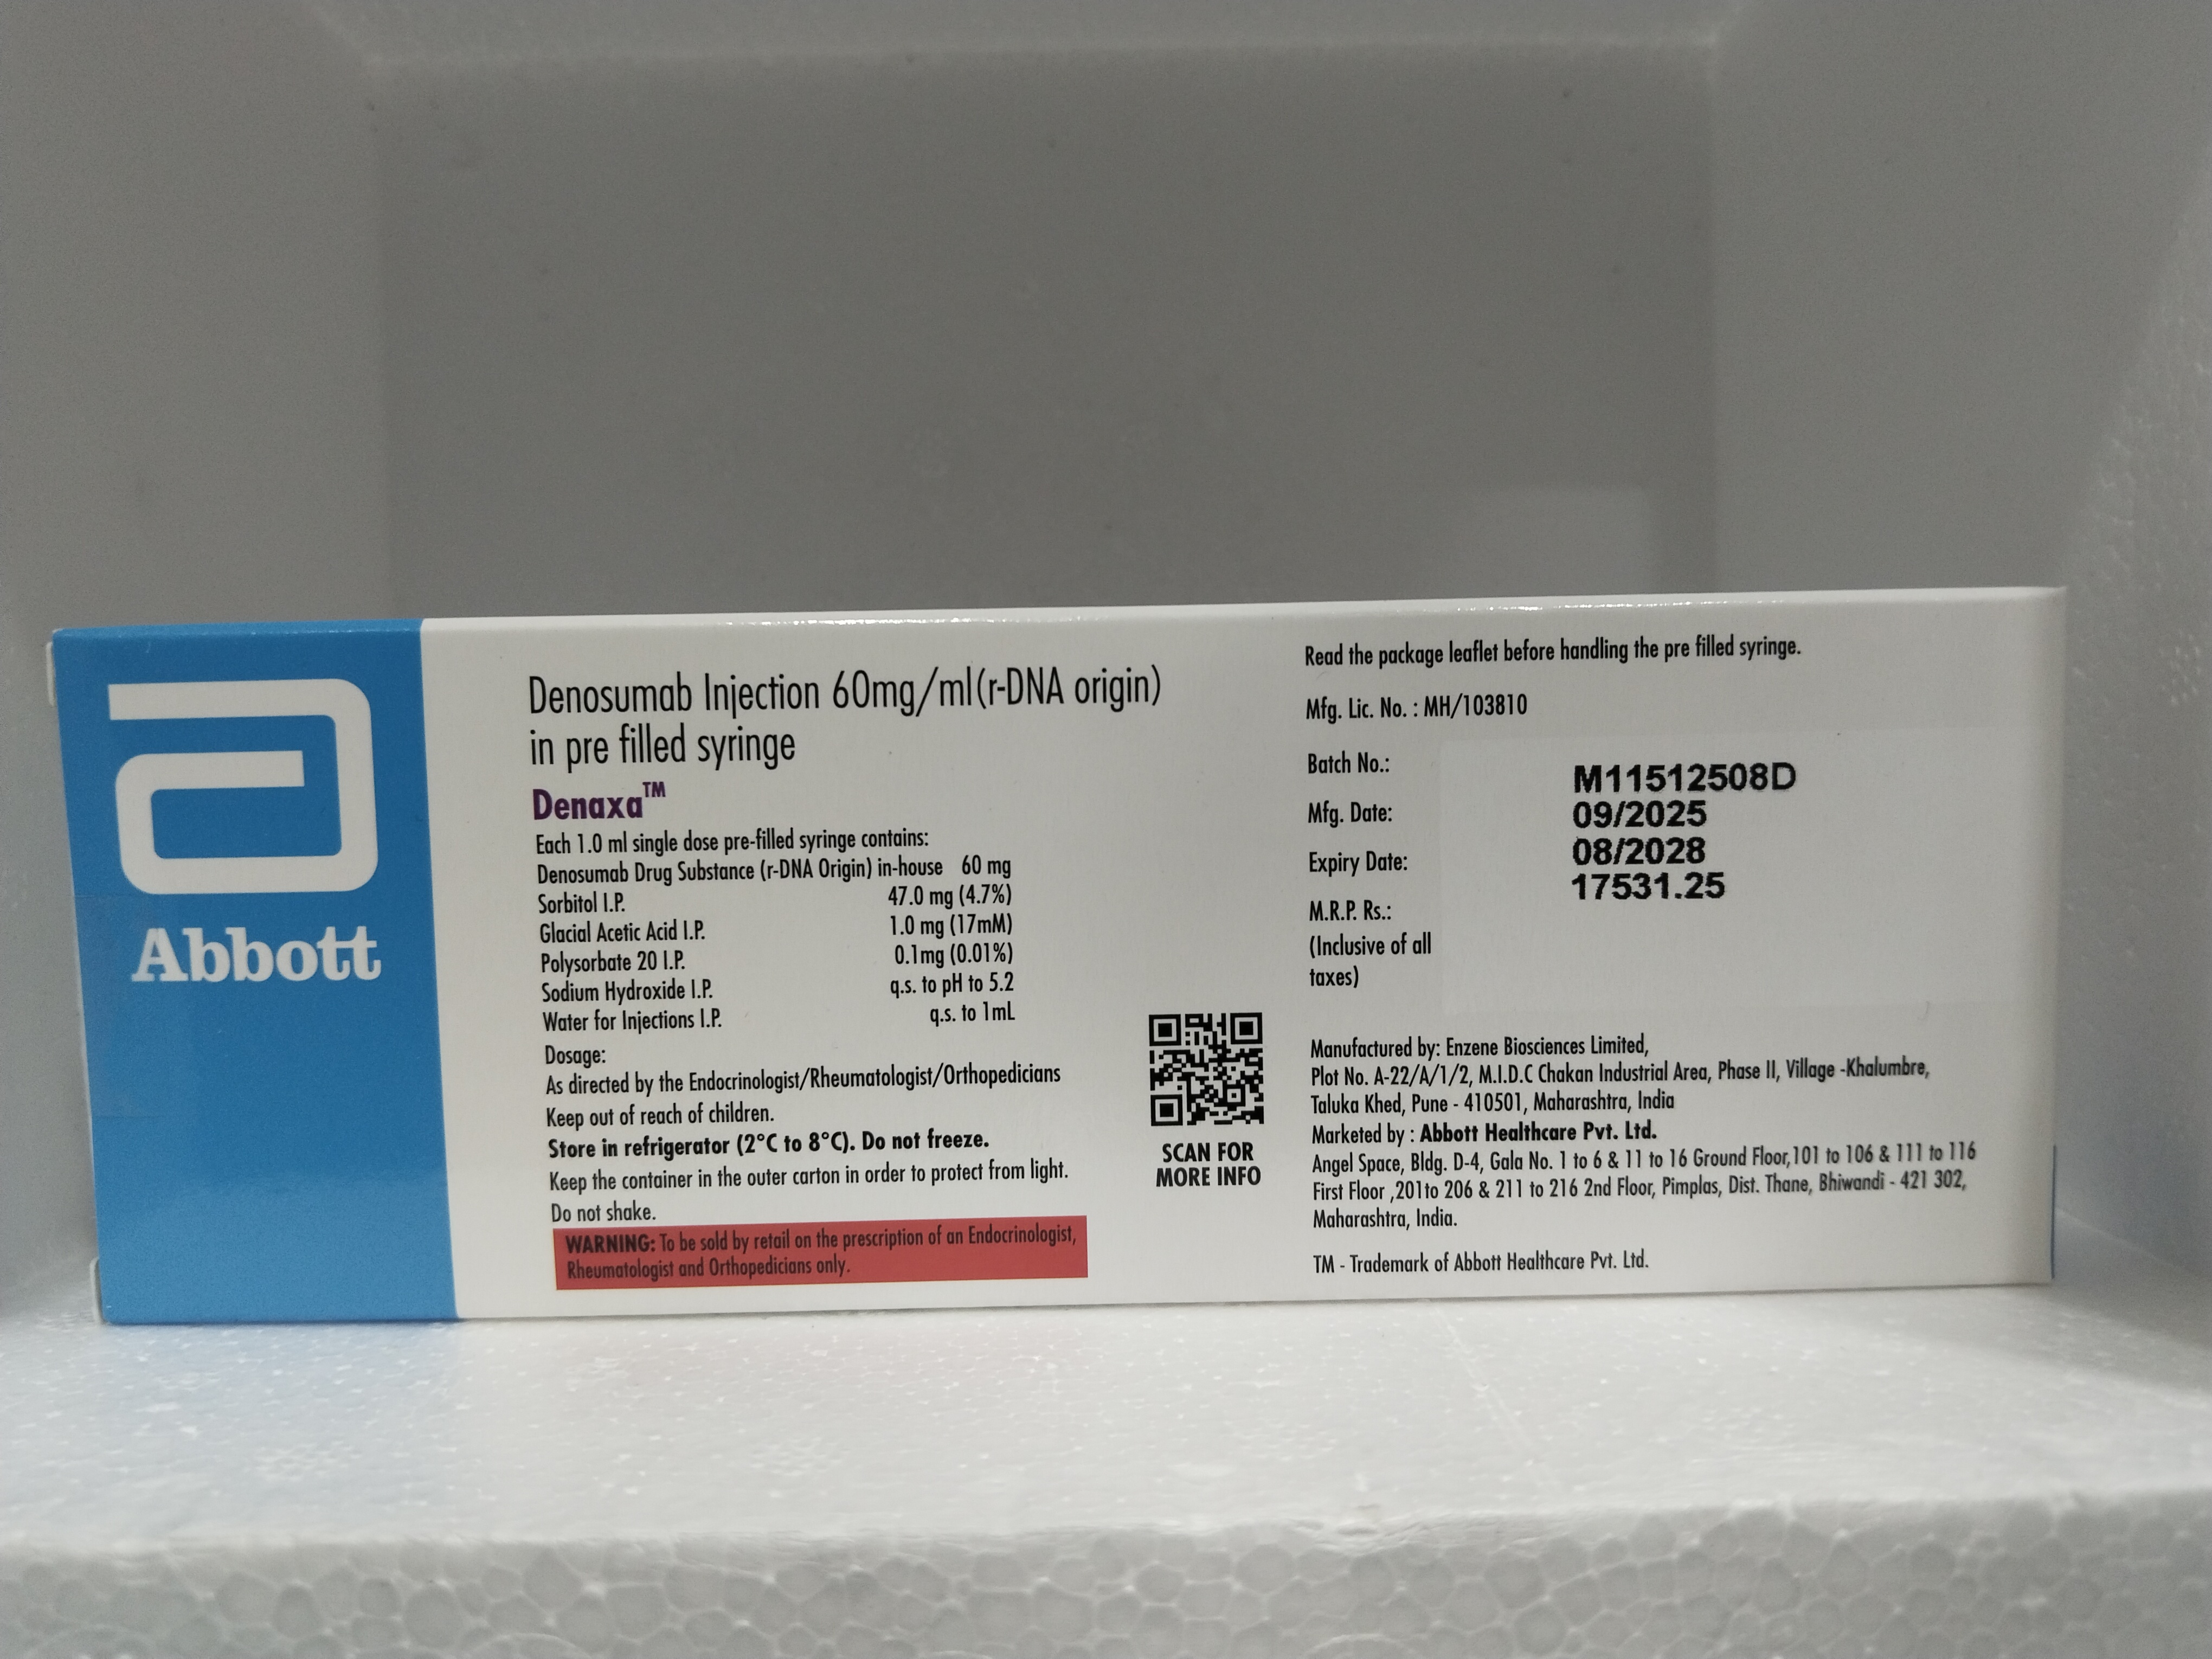 Abbott
Denosumab Injection 60mg/ml(r-DNA origin)
in pre filled syringe
Denaxa™
Each 1.0 ml single dose pre-filled syringe contains:
Denosumab Drug Substance (r-DNA Origin) in-house 60 mg
Sorbitol I.P. 47.0 mg (4.7%)
Glacial Acetic Acid I.P. 1.0 mg (17mM)
Polysorbate 20 I.P. 0.1mg (0.01%)
Sodium Hydroxide I.P. q.s. to pH to 5.2
Water for Injections I.P. q.s. to 1mL
Dosage:
As directed by the Endocrinologist/Rheumatologist/Orthopedicians
Keep out of reach of children.
Store in refrigerator (2°C to 8°C). Do not freeze.
Keep the container in the outer carton in order to protect from light.
Do not shake.
WARNING: To be sold by retail on the prescription of an Endocrinologist,
Rheumatologist and Orthopedicians only.
SCAN FOR
MORE INFO
Read the package leaflet before handling the pre filled syringe.
Mfg. Lic. No. : MH/103810
Batch No.: M11512508D
Mfg. Date: 09/2025
Expiry Date: 08/2028
M.R.P. Rs.: 17531.25
(Inclusive of all
taxes)
Manufactured by: Enzene Biosciences Limited,
Plot No. A-22/A/1/2, M.I.D.C Chakan Industrial Area, Phase II, Village -Khalumbre,
Taluka Khed, Pune - 410501, Maharashtra, India
Marketed by : Abbott Healthcare Pvt. Ltd.
Angel Space, Bldg. D-4, Gala No. 1 to 6 & 11 to 16 Ground Floor,101 to 106 & 111 to 116
First Floor ,201to 206 & 211 to 216 2nd Floor, Pimplas, Dist. Thane, Bhiwandi - 421 302,
Maharashtra, India.
TM - Trademark of Abbott Healthcare Pvt. Ltd.